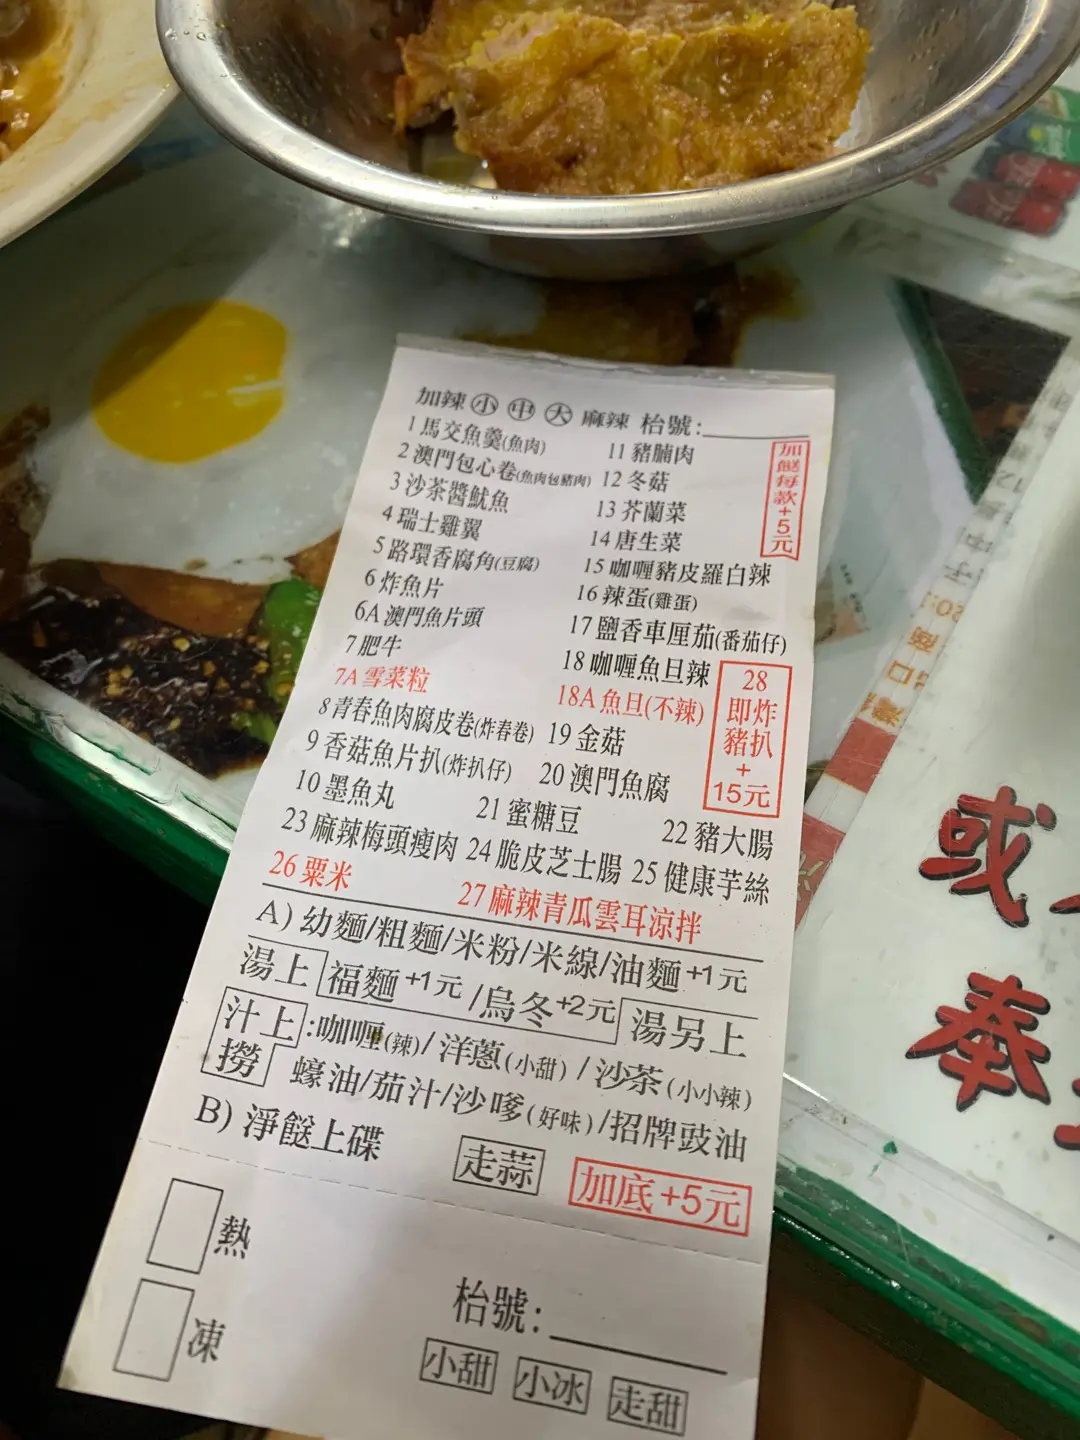 加辣 小 中 大 麻辣 枱號:
1 馬交魚羹(魚肉)
2 澳門包心卷(魚肉包豬肉)
3 沙茶醬魷魚
4 瑞士雞翼
5 路環香腐角(豆腐)
6 炸魚片
6A 澳門魚片頭
7 肥牛
7A 雪菜粒
8 青春魚肉腐皮卷(炸春卷)
9 香菇魚片扒(炸扒仔)
10 墨魚丸
11 豬腩肉
12 冬菇
13 芥蘭菜
14 唐生菜
15 咖喱豬皮羅白辣
16 辣蛋(雞蛋)
17 鹽香車厘茄(番茄仔)
18 咖喱魚旦辣
18A 魚旦(不辣)
19 金菇
20 澳門魚腐
加餸每款+5元
28
即炸
豬扒
+
15元
21 蜜糖豆
22 豬大腸
23 麻辣梅頭瘦肉 24 脆皮芝士腸 25 健康芋絲
26 粟米
27 麻辣青瓜雲耳涼拌
A) 幼麵/粗麵/米粉/米線/油麵+1元
湯上 福麵+1元 /烏冬+2元 湯另上
汁上:咖喱(辣)/洋蔥(小甜)/沙茶(小小辣)
撈 蠔油/茄汁/沙嗲(好味)/招牌豉油
B) 淨餸上碟
走蒜 加底+5元
熱
凍
枱號:
小甜 小冰 走甜
或
奉